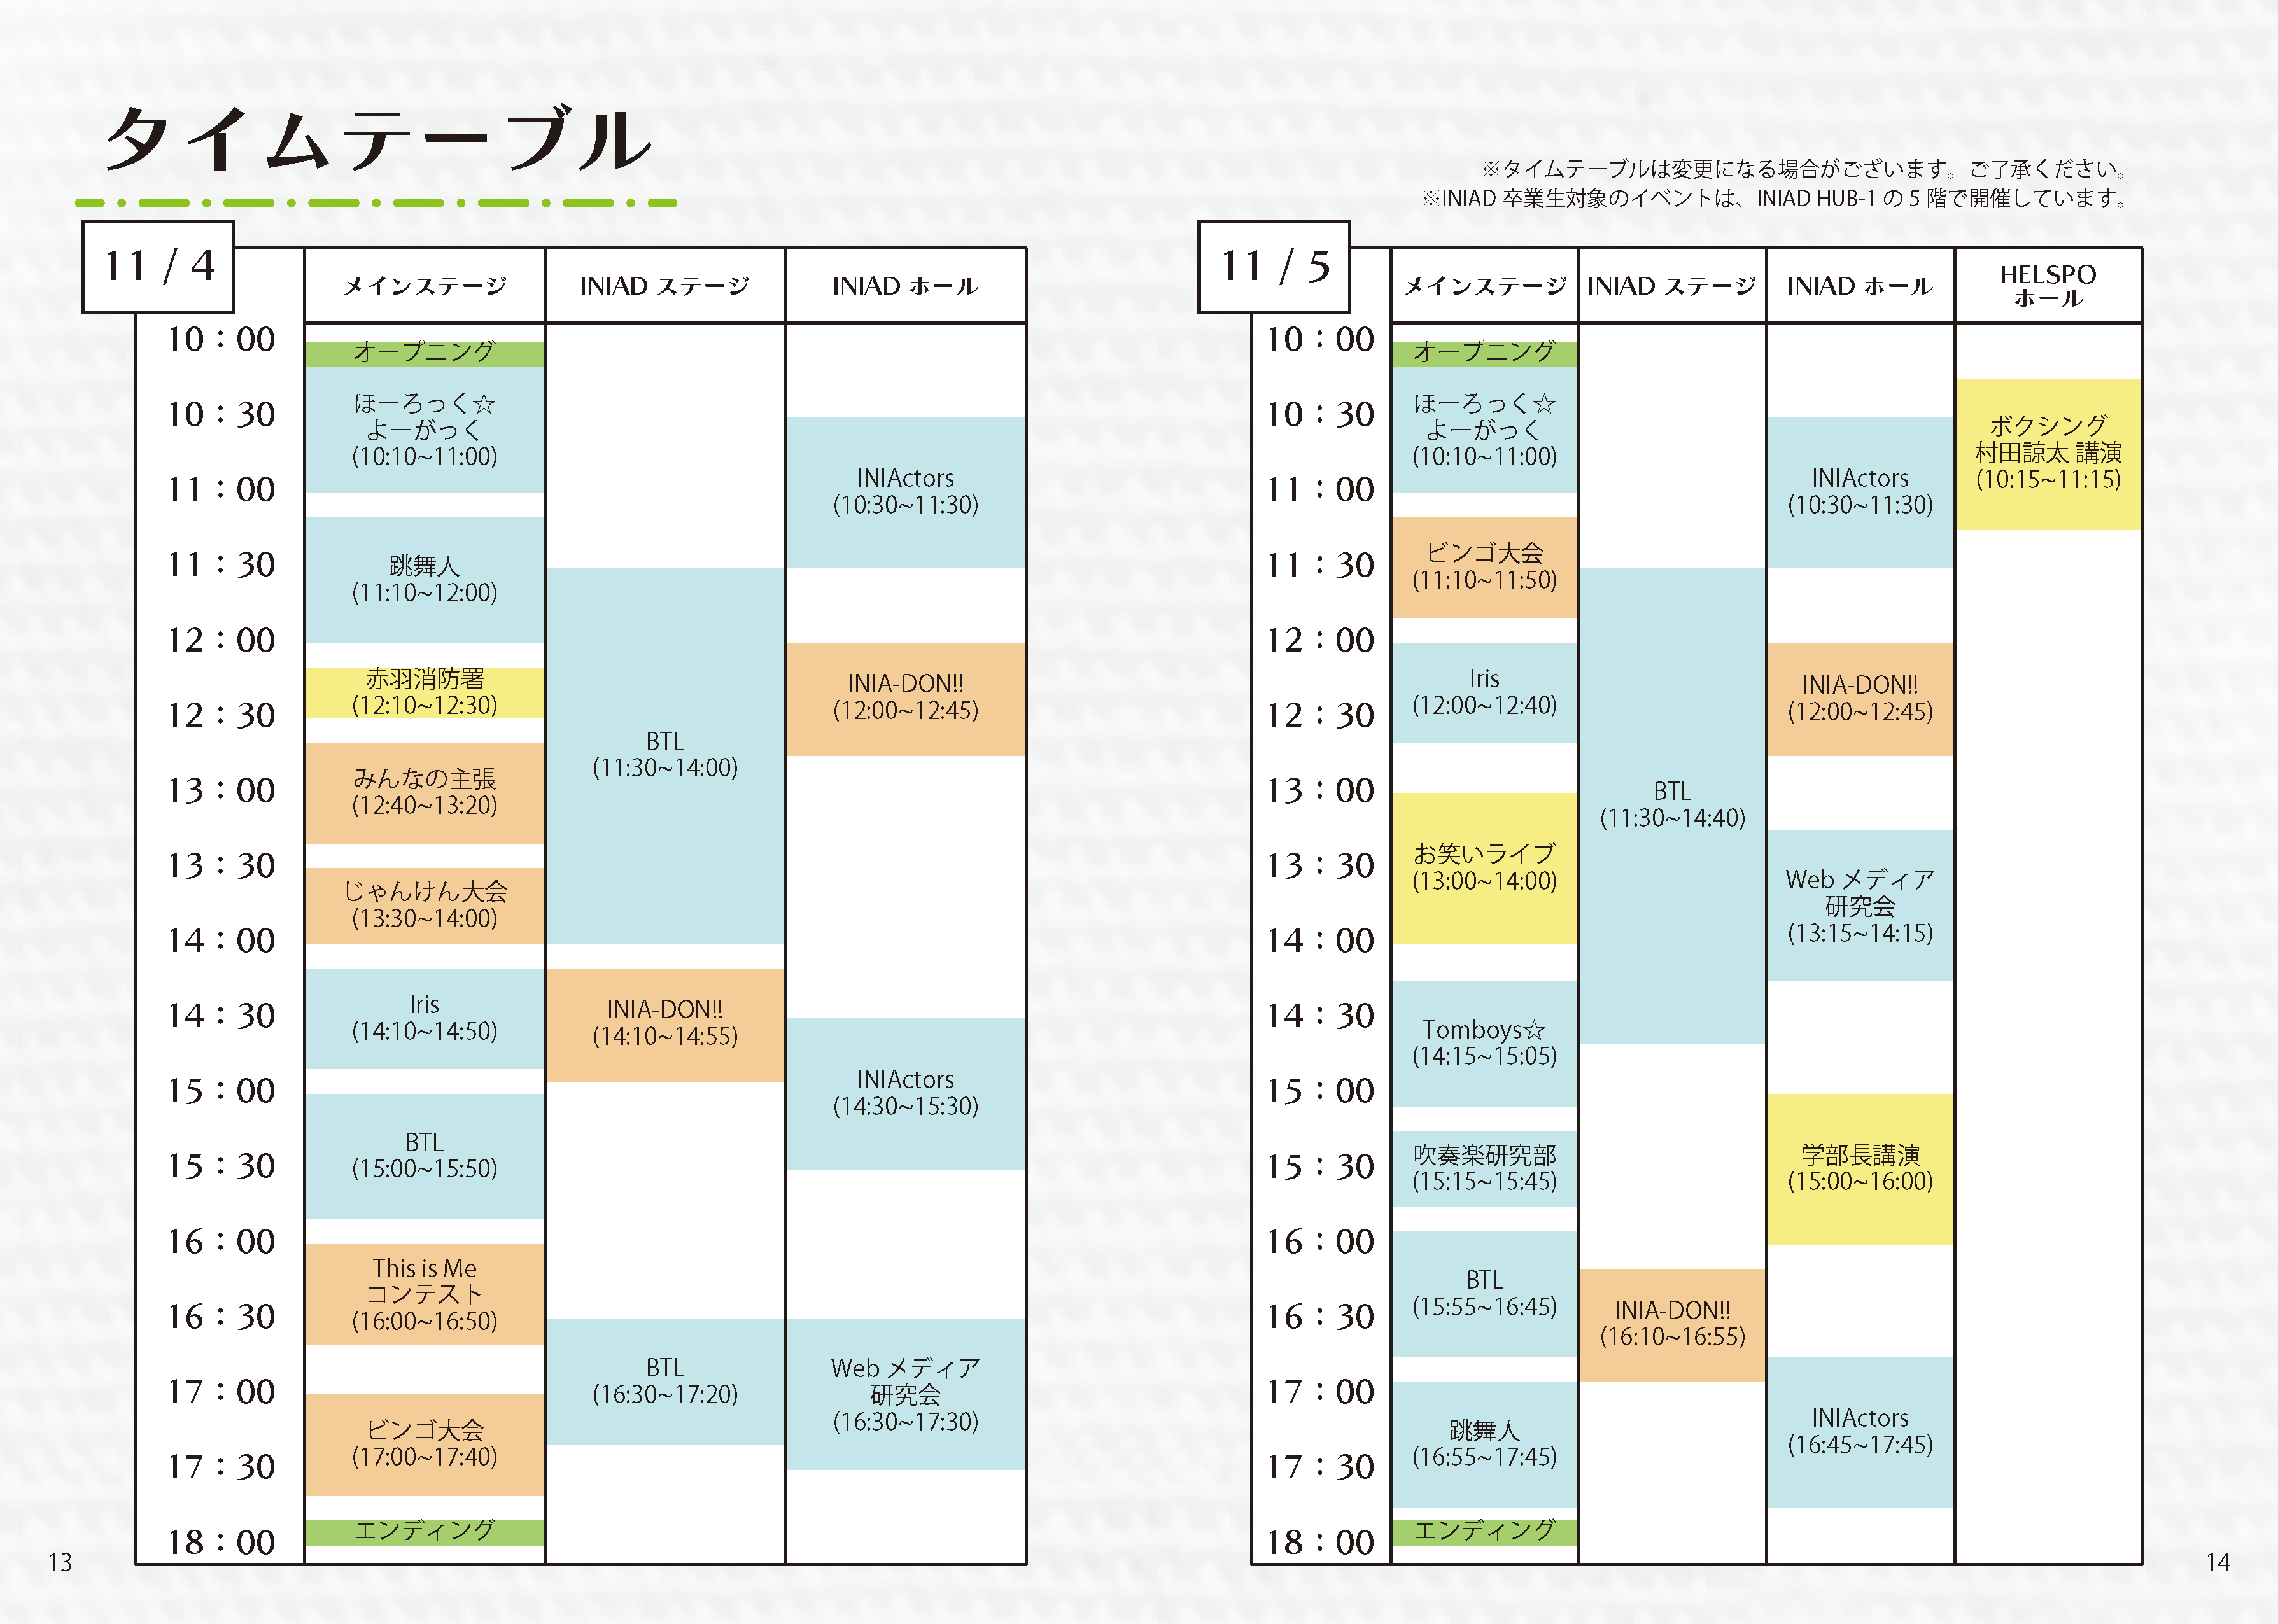 タイムテーブル
※タイムテーブルは変更になる場合がございます。ご了承ください。
※INIAD 卒業生対象のイベントは、INIAD HUB-1 の 5 階で開催しています。
11 / 4
メインステージ
INIAD ステージ
INIAD ホール
10：00
10：30
11：00
11：30
12：00
12：30
13：00
13：30
14：00
14：30
15：00
15：30
16：00
16：30
17：00
17：30
18：00
オープニング
ほーろっく☆
よーがっく
(10:10~11:00)
跳舞人
(11:10~12:00)
赤羽消防署
(12:10~12:30)
みんなの主張
(12:40~13:20)
じゃんけん大会
(13:30~14:00)
Iris
(14:10~14:50)
BTL
(15:00~15:50)
This is Me
コンテスト
(16:00~16:50)
ビンゴ大会
(17:00~17:40)
エンディング
BTL
(11:30~14:00)
INIA-DON!!
(14:10~14:55)
BTL
(16:30~17:20)
INIActors
(10:30~11:30)
INIA-DON!!
(12:00~12:45)
INIActors
(14:30~15:30)
Web メディア
研究会
(16:30~17:30)
13
11 / 5
メインステージ
INIAD ステージ
INIAD ホール
HELSPO
ホール
10：00
10：30
11：00
11：30
12：00
12：30
13：00
13：30
14：00
14：30
15：00
15：30
16：00
16：30
17：00
17：30
18：00
オープニング
ほーろっく☆
よーがっく
(10:10~11:00)
ビンゴ大会
(11:10~11:50)
Iris
(12:00~12:40)
お笑いライブ
(13:00~14:00)
Tomboys☆
(14:15~15:05)
吹奏楽研究部
(15:15~15:45)
BTL
(15:55~16:45)
跳舞人
(16:55~17:45)
エンディング
BTL
(11:30~14:40)
INIA-DON!!
(16:10~16:55)
INIActors
(10:30~11:30)
INIA-DON!!
(12:00~12:45)
Web メディア
研究会
(13:15~14:15)
学部長講演
(15:00~16:00)
INIActors
(16:45~17:45)
ボクシング
村田諒太 講演
(10:15~11:15)
14